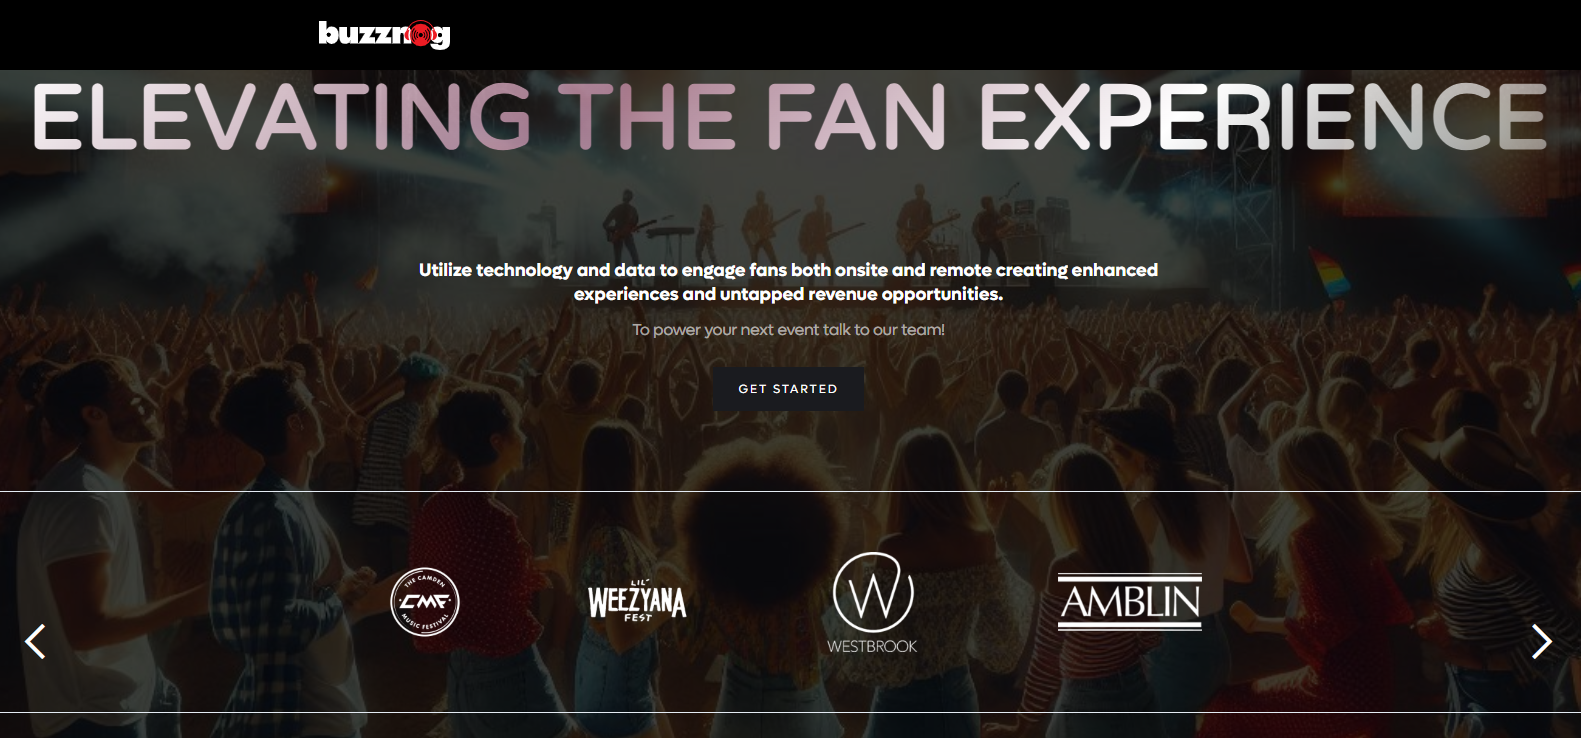 buzznog
ELEVATING THE FAN EXPERIENCE
Utilize technology and data to engage fans both onsite and remote creating enhanced
experiences and untapped revenue opportunities.
To power your next event talk to our team!
GET STARTED
THE CAMDEN
CMF
MUSIC FESTIVAL
LIL'
WEEZYANA
FEST
W
WESTBROOK
AMBLIN